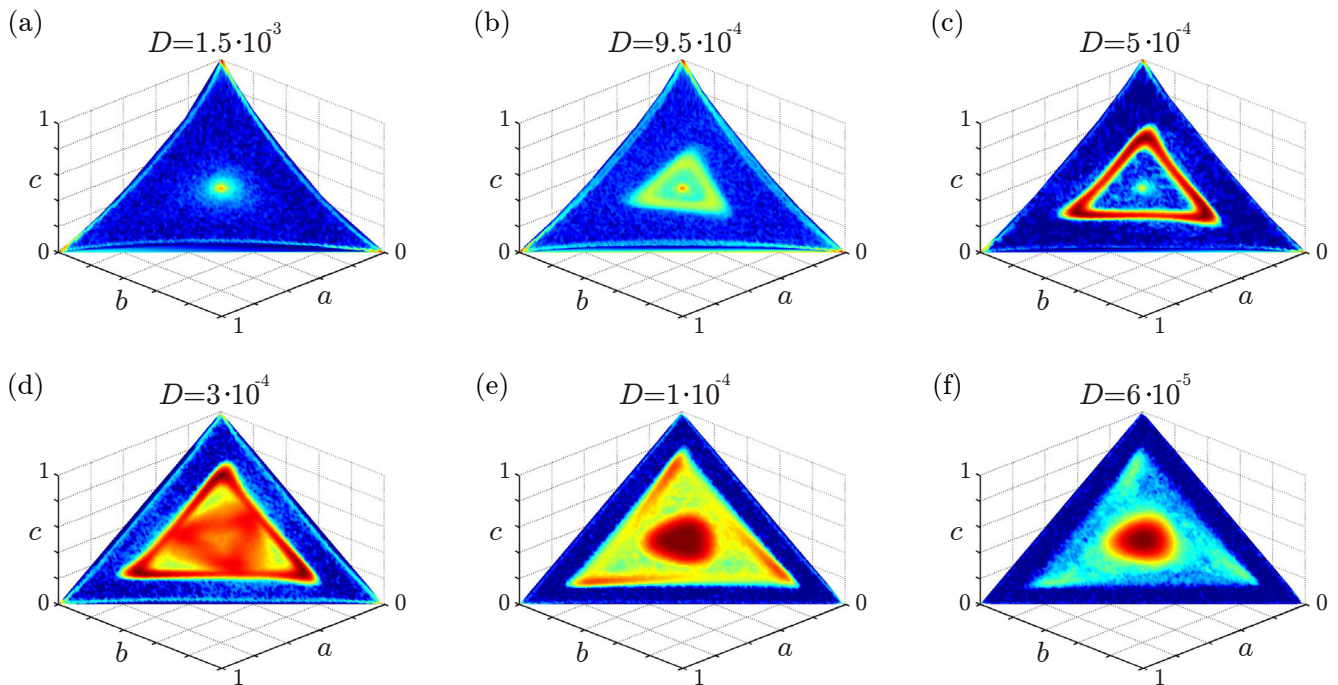 (a) (b) (c)
D=1.5·10⁻³ D=9.5·10⁻⁴ D=5·10⁻⁴
1 1 1
c c c
0 0 0 0 0 0
b a b a b a
1 1 1
(d) (e) (f)
D=3·10⁻⁴ D=1·10⁻⁴ D=6·10⁻⁵
1 1 1
c c c
0 0 0 0 0 0
b a b a b a
1 1 1